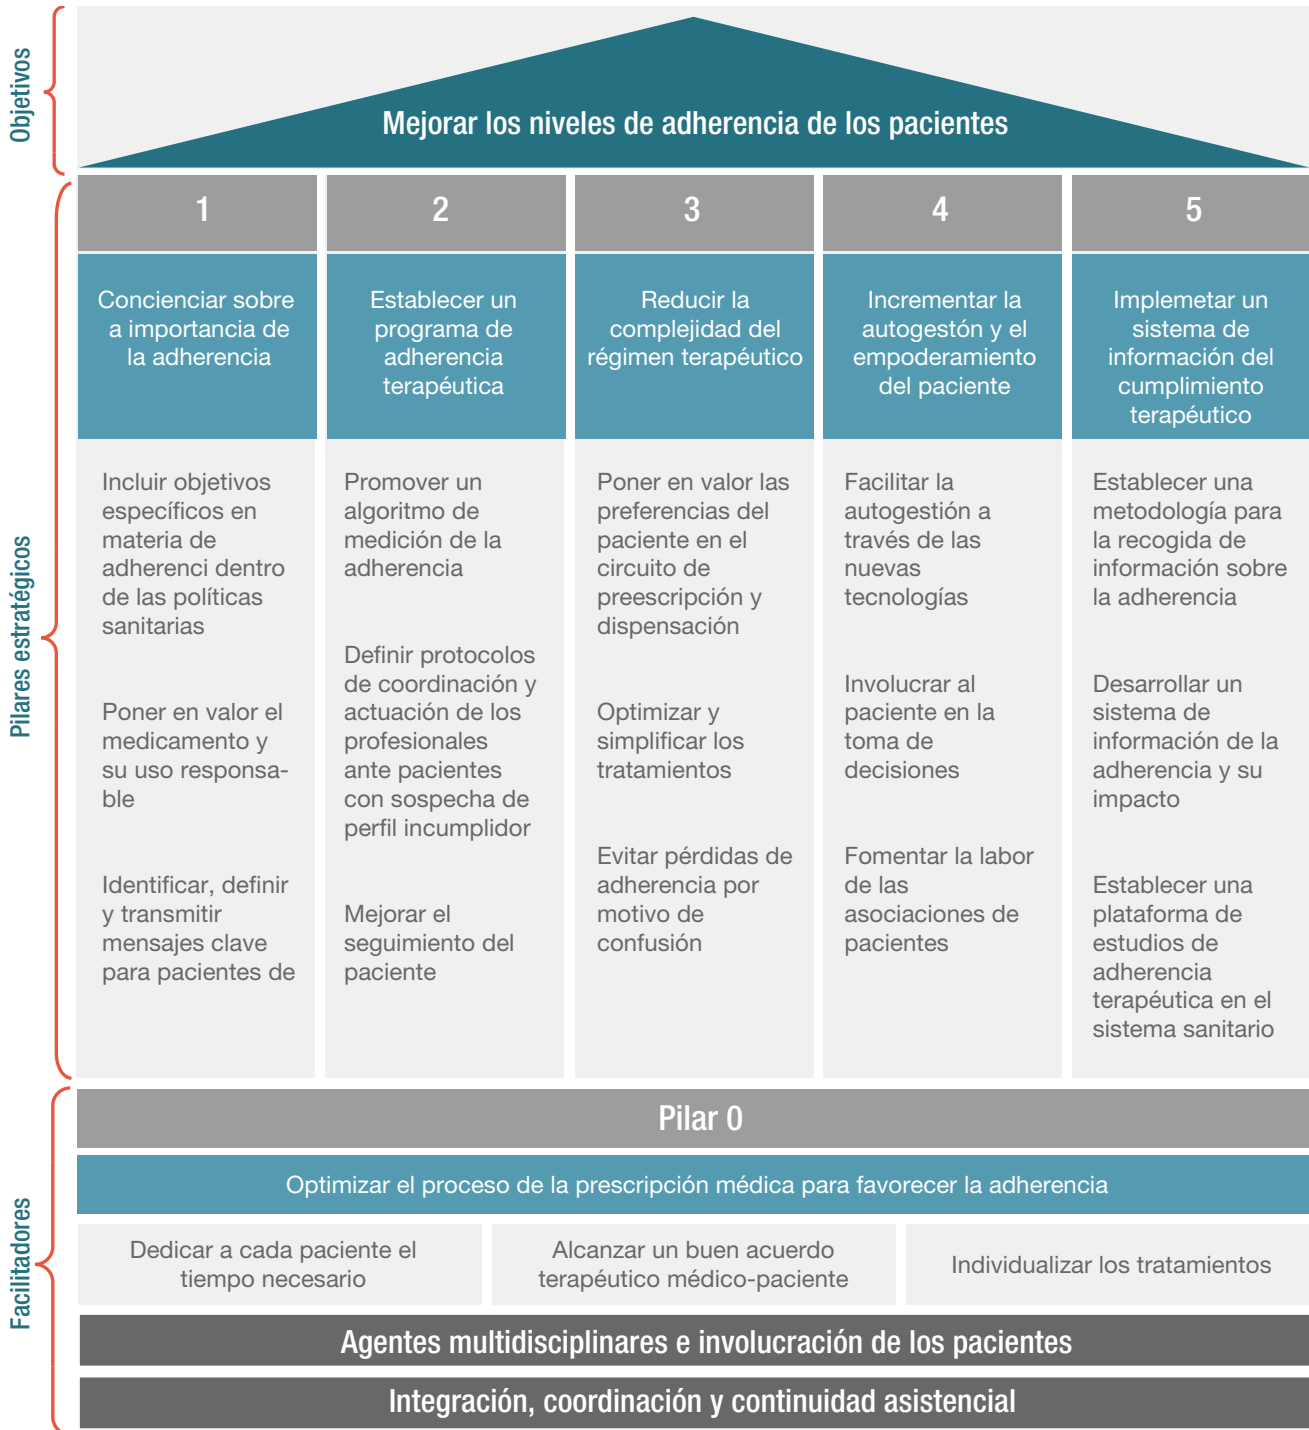 Objetivos
Mejorar los niveles de adherencia de los pacientes
Pilares estratégicos
1
Concienciar sobre
a importancia de
la adherencia
Incluir objetivos
específicos en
materia de
adherenci dentro
de las políticas
sanitarias
Poner en valor el
medicamento y
su uso responsa-
ble
Identificar, definir
y transmitir
mensajes clave
para pacientes de
2
Establecer un
programa de
adherencia
terapéutica
Promover un
algoritmo de
medición de la
adherencia
Definir protocolos
de coordinación y
actuación de los
profesionales
ante pacientes
con sospecha de
perfil incumplidor
Mejorar el
seguimiento del
paciente
3
Reducir la
complejidad del
régimen terapéutico
Poner en valor las
preferencias del
paciente en el
circuito de
preescripción y
dispensación
Optimizar y
simplificar los
tratamientos
Evitar pérdidas de
adherencia por
motivo de
confusión
4
Incrementar la
autogestón y el
empoderamiento
del paciente
Facilitar la
autogestión a
través de las
nuevas
tecnologías
Involucrar al
paciente en la
toma de
decisiones
Fomentar la labor
de las
asociaciones de
pacientes
5
Implemetar un
sistema de
información del
cumplimiento
terapéutico
Establecer una
metodología para
la recogida de
información sobre
la adherencia
Desarrollar un
sistema de
información de la
adherencia y su
impacto
Establecer una
plataforma de
estudios de
adherencia
terapéutica en el
sistema sanitario
Facilitadores
Pilar 0
Optimizar el proceso de la prescripción médica para favorecer la adherencia
Dedicar a cada paciente el
tiempo necesario
Alcanzar un buen acuerdo
terapéutico médico-paciente
Individualizar los tratamientos
Agentes multidisciplinares e involucración de los pacientes
Integración, coordinación y continuidad asistencial